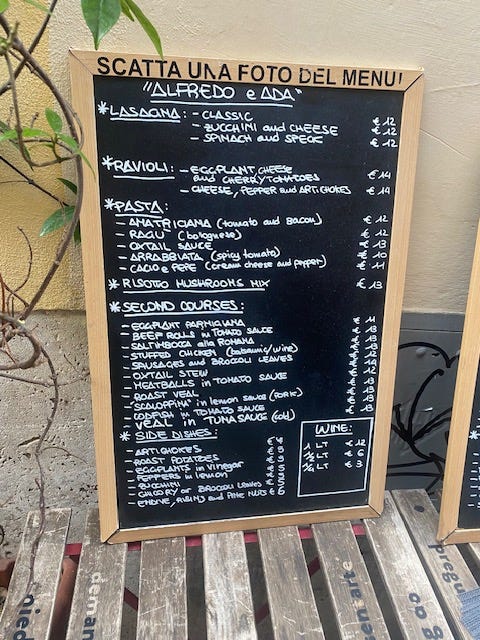 SCATTA UNA FOTO DEL MENU!
"ALFREDO e ADA"
*LASAGNA: - CLASSIC € 12
- ZUCCHINI and CHEESE € 12
- SPINACH and SPECK € 12
*RAVIOLI: - EGGPLANT, CHEESE
and CHERRYTOMATOES € 14
- CHEESE, PEPPER and ARTICHOKES € 14
*PASTA:
- AMATRICIANA (tomato and bacon) € 12
- RAGU' (bolognese) € 12
- OXTAIL SAUCE € 13
- ARRABBIATA (spicy tomato) € 10
- CACIO e PEPE (cream cheese and pepper) € 11
* RISOTTO MUSHROOMS MIX € 13
*SECOND COURSES:
- EGGPLANT PARMIGIANA
- BEEF ROLLS in TOMATO SAUCE
- SALTIMBOCCA alla ROMANA
- STUFFED CHICKEN (balsamic/wine)
- SAUSAGES and BROCCOLI LEAVES
- OXTAIL STEW
- MEATBALLS in TOMATO SAUCE
- ROAST VEAL
- "SCALOPPINA" in lemon sauce (PORK)
- CODFISH in TOMATO SAUCE
- VEAL in TUNA SAUCE (cold)
* SIDE DISHES:
- ARTICHOKES
- ROAST POTATOES
- EGGPLANTS in vinegar
- PEPPERS in lemon
- ZUCCHINI
- CHICORY or BROCCOLI LEAVES
- ENDIVE, RISINS and PINE NUTS
WINE:
1 LT € 12
½ LT € 6
¼ LT € 3